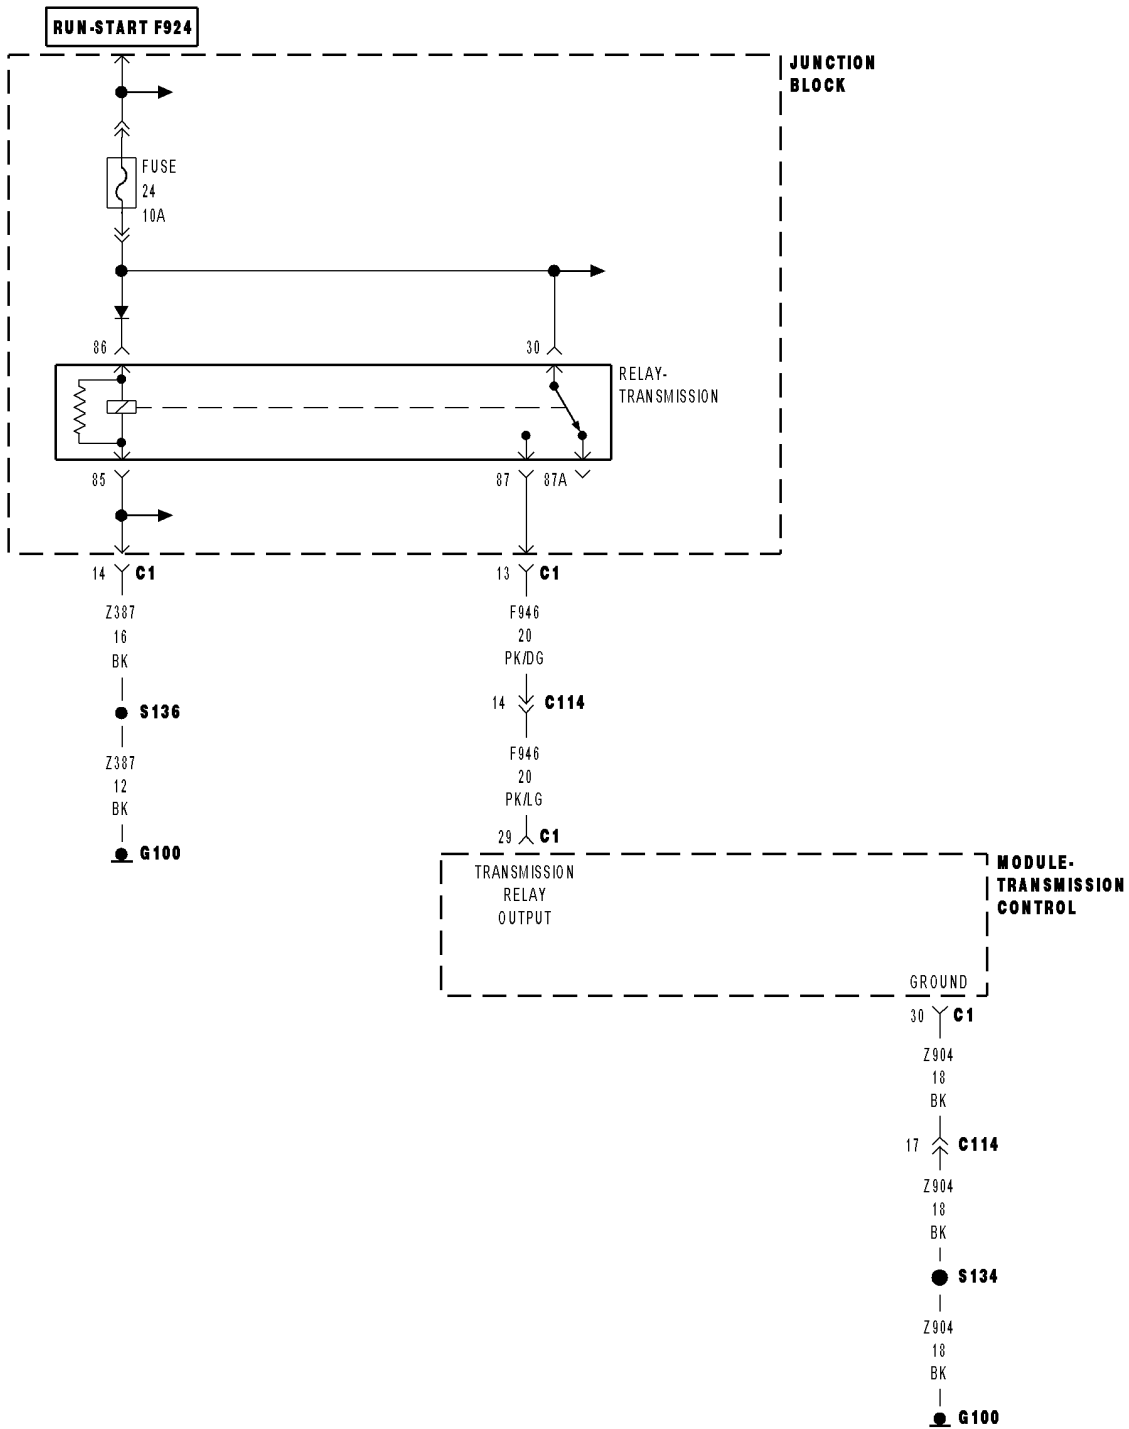 RUN-START F924
JUNCTION
BLOCK
FUSE
24
10A
86
30
RELAY-
TRANSMISSION
85
87
87A
14
C1
13
C1
Z387
16
BK
F946
20
PK/DG
S136
14
C114
Z387
12
BK
F946
20
PK/LG
G100
29
C1
TRANSMISSION
RELAY
OUTPUT
MODULE-
TRANSMISSION
CONTROL
GROUND
30
C1
Z904
18
BK
17
C114
Z904
18
BK
S134
Z904
18
BK
G100